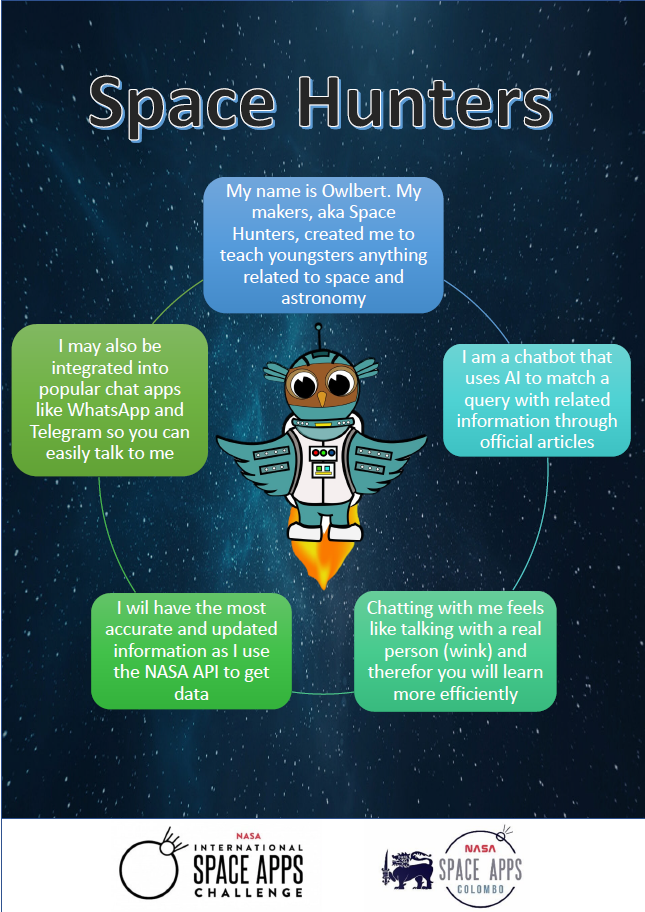 Space Hunters
My name is Owlbert. My
makers, aka Space
Hunters, created me to
teach youngsters anything
related to space and
astronomy
I am a chatbot that
uses AI to match a
query with related
information through
official articles
Chatting with me feels
like talking with a real
person (wink) and
therefor you will learn
more efficiently
I wil have the most
accurate and updated
information as I use
the NASA API to get
data
I may also be
integrated into
popular chat apps
like WhatsApp and
Telegram so you can
easily talk to me
NASA
INTERNATIONAL
SPACE APPS
CHALLENGE
NASA
SPACE APPS
COLOMBO